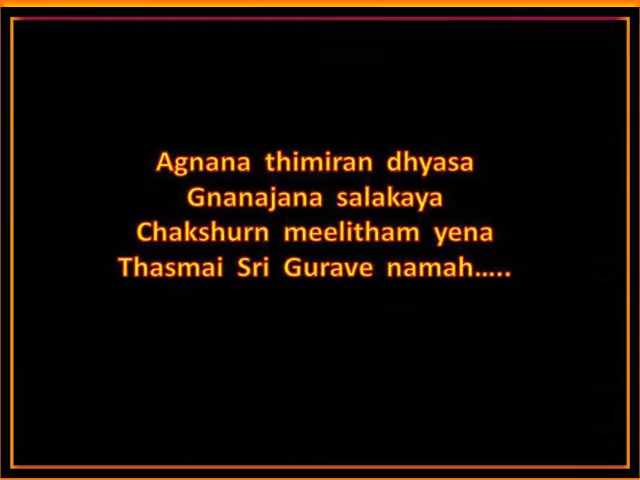 Agnana thimiran dhyasa
Gnanajana salakaya
Chakshurn meelitham yena
Thasmai Sri Gurave namah…..